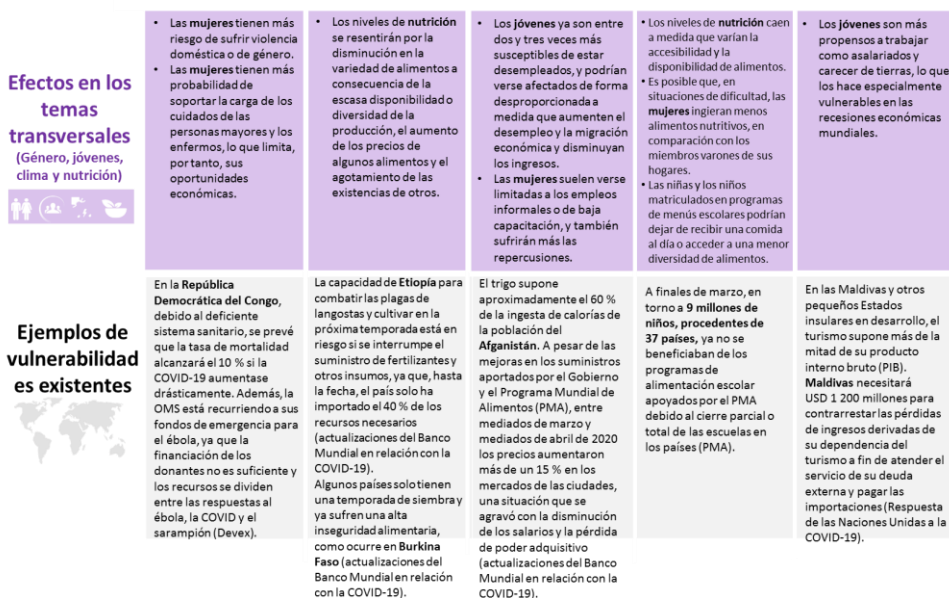 Efectos en los
temas
transversales
(Género, jóvenes,
clima y nutrición)
• Las mujeres tienen más
riesgo de sufrir violencia
doméstica o de género.
• Las mujeres tienen más
probabilidad de
soportar la carga de los
cuidados de las
personas mayores y los
enfermos, lo que limita,
por tanto, sus
oportunidades
económicas.
• Los niveles de nutrición
se resentirán por la
disminución en la
variedad de alimentos a
consecuencia de la
escasa disponibilidad o
diversidad de la
producción, el aumento
de los precios de
algunos alimentos y el
agotamiento de las
existencias de otros.
• Los jóvenes ya son entre
dos y tres veces más
susceptibles de estar
desempleados, y podrían
verse afectados de forma
desproporcionada a
medida que aumenten el
desempleo y la migración
económica y disminuyan
los ingresos.
• Las mujeres suelen verse
limitadas a los empleos
informales o de baja
capacitación, y también
sufrirán más las
repercusiones.
• Los niveles de nutrición caen
a medida que varían la
accesibilidad y la
disponibilidad de alimentos.
• Es posible que, en
situaciones de dificultad, las
mujeres ingieran menos
alimentos nutritivos, en
comparación con los
miembros varones de sus
hogares.
• Las niñas y los niños
matriculados en programas
de menús escolares podrían
dejar de recibir una comida
al día o acceder a una menor
diversidad de alimentos.
• Los jóvenes son más
propensos a trabajar
como asalariados y
carecer de tierras, lo que
los hace especialmente
vulnerables en las
recesiones económicas
mundiales.
Ejemplos de
vulnerabilidad
es existentes
En la República
Democrática del Congo,
debido al deficiente
sistema sanitario, se prevé
que la tasa de mortalidad
alcanzará el 10 % si la
COVID-19 aumentase
drásticamente. Además, la
OMS está recurriendo a sus
fondos de emergencia para
el ébola, ya que la
financiación de los
donantes no es suficiente y
los recursos se dividen
entre las respuestas al
ébola, la COVID y el
sarampión (Devex).
La capacidad de Etiopía para
combatir las plagas de
langostas y cultivar en la
próxima temporada está en
riesgo si se interrumpe el
suministro de fertilizantes y
otros insumos, ya que, hasta
la fecha, el país solo ha
importado el 40 % de los
recursos necesarios
(actualizaciones del Banco
Mundial en relación con la
COVID-19).
Algunos países solo tienen
una temporada de siembra y
ya sufren una alta
inseguridad alimentaria,
como ocurre en Burkina
Faso (actualizaciones del
Banco Mundial en relación
con la COVID-19).
El trigo supone
aproximadamente el 60 %
de la ingesta de calorías de
la población del
Afganistán. A pesar de las
mejoras en los suministros
aportados por el Gobierno
y el Programa Mundial de
Alimentos (PMA), entre
mediados de marzo y
mediados de abril de 2020
los precios aumentaron
más de un 15 % en los
mercados de las ciudades,
una situación que se
agravó con la disminución
de los salarios y la pérdida
de poder adquisitivo
(actualizaciones del Banco
Mundial en relación con la
COVID-19).
A finales de marzo, en
torno a 9 millones de
niños, procedentes de
37 países, ya no se
beneficiaban de los
programas de
alimentación escolar
apoyados por el PMA
debido al cierre parcial o
total de las escuelas en
los países (PMA).
En las Maldivas y otros
pequeños Estados
insulares en desarrollo, el
turismo supone más de la
mitad de su producto
interno bruto (PIB).
Maldivas necesitará
USD 1 200 millones para
contrarrestar las pérdidas
de ingresos derivadas de
su dependencia del
turismo a fin de atender el
servicio de su deuda
externa y pagar las
importaciones (Respuesta
de las Naciones Unidas a la
COVID-19).